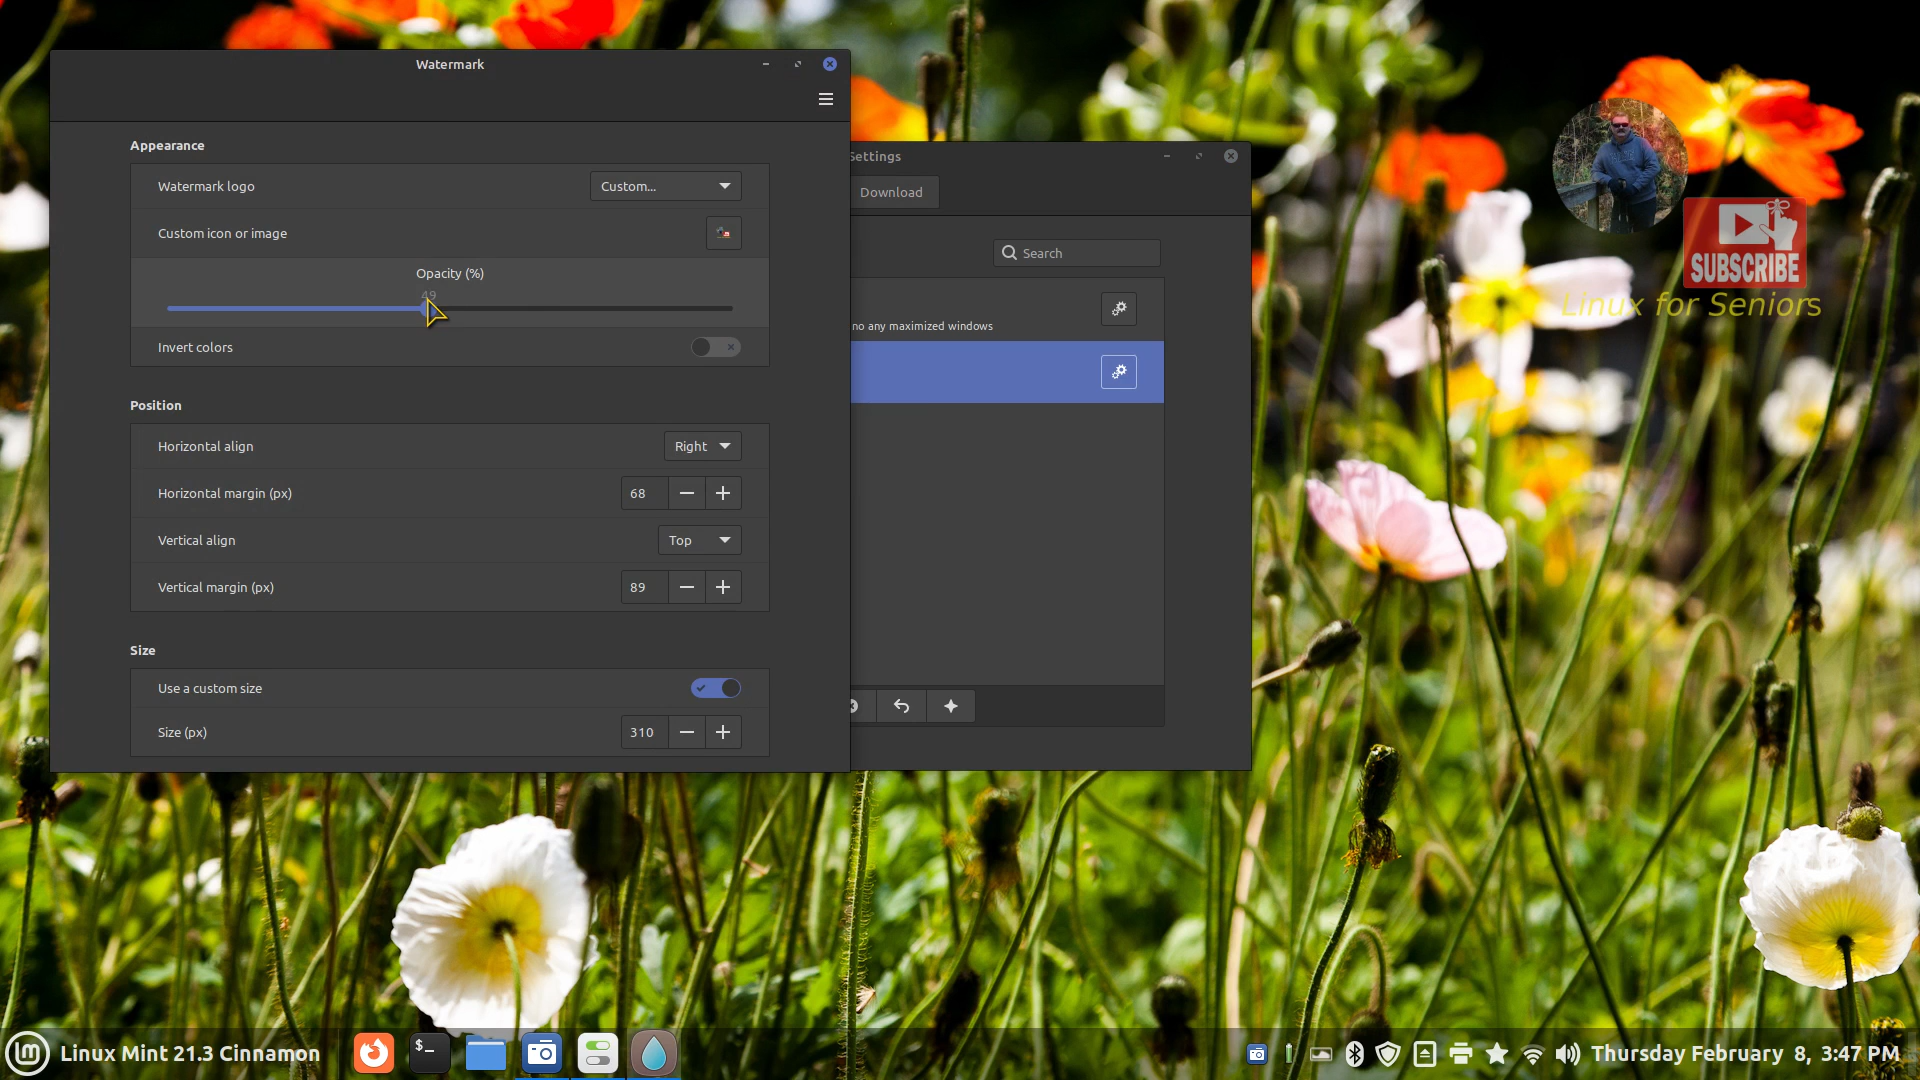 Watermark
Appearance
Watermark logo
Custom...
Custom icon or image
Opacity (%)
49
Invert colors
Position
Horizontal align
Right
Horizontal margin (px)
68
Vertical align
Top
Vertical margin (px)
89
Size
Use a custom size
Size (px)
310
Settings
Download
Search
no any maximized windows
SUBSCRIBE
Linux for Seniors
Linux Mint 21.3 Cinnamon
$-
Thursday February 8, 3:47 PM